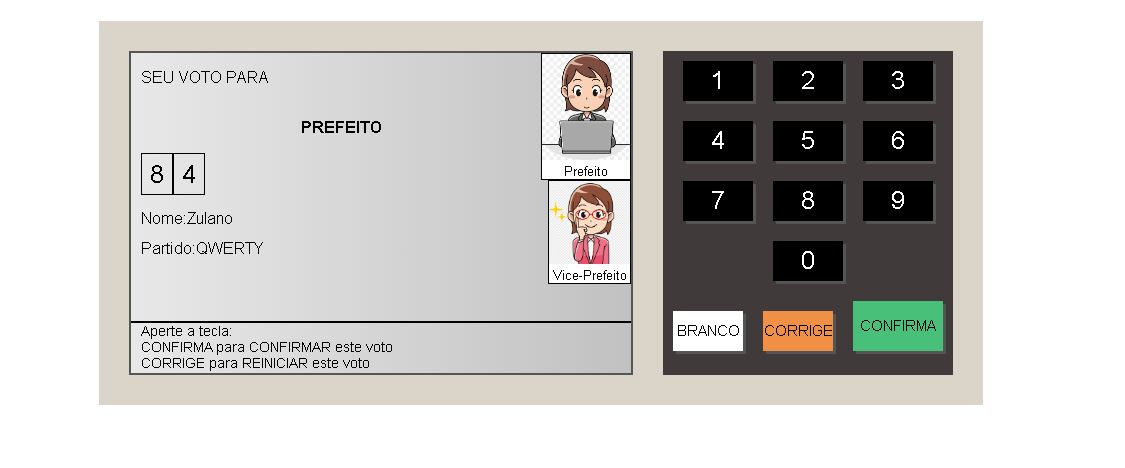 SEU VOTO PARA
PREFEITO
8 4
Nome:Zulano
Partido:QWERTY
Prefeito
Vice-Prefeito
Aperte a tecla:
CONFIRMA para CONFIRMAR este voto
CORRIGE para REINICIAR este voto
1 2 3
4 5 6
7 8 9
0
BRANCO CORRIGE CONFIRMA